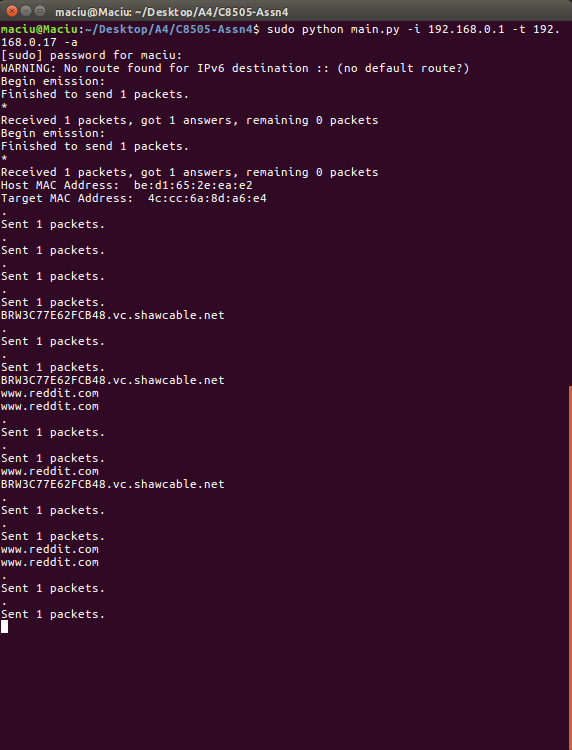 maciu@Maciu: ~/Desktop/A4/C8505-Assn4
maciu@Maciu:~/Desktop/A4/C8505-Assn4$ sudo python main.py -i 192.168.0.1 -t 192.
168.0.17 -a
[sudo] password for maciu:
WARNING: No route found for IPv6 destination :: (no default route?)
Begin emission:
Finished to send 1 packets.
*
Received 1 packets, got 1 answers, remaining 0 packets
Begin emission:
Finished to send 1 packets.
*
Received 1 packets, got 1 answers, remaining 0 packets
Host MAC Address:  be:d1:65:2e:ea:e2
Target MAC Address:  4c:cc:6a:8d:a6:e4
.
Sent 1 packets.
.
Sent 1 packets.
.
Sent 1 packets.
.
Sent 1 packets.
BRW3C77E62FCB48.vc.shawcable.net
.
Sent 1 packets.
.
Sent 1 packets.
BRW3C77E62FCB48.vc.shawcable.net
www.reddit.com
www.reddit.com
.
Sent 1 packets.
.
Sent 1 packets.
www.reddit.com
BRW3C77E62FCB48.vc.shawcable.net
.
Sent 1 packets.
.
Sent 1 packets.
www.reddit.com
www.reddit.com
.
Sent 1 packets.
.
Sent 1 packets.